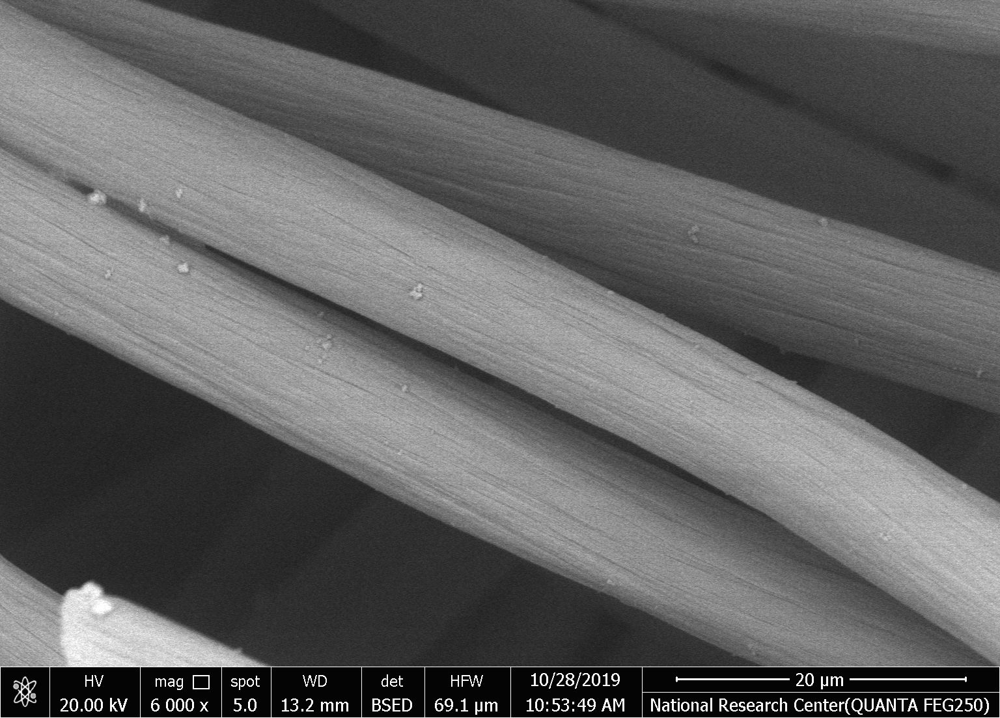 HV
20.00 kV
mag
6 000 x
spot
5.0
WD
13.2 mm
det
BSED
HFW
69.1 µm
10/28/2019
10:53:49 AM
20 µm
National Research Center(QUANTA FEG250)